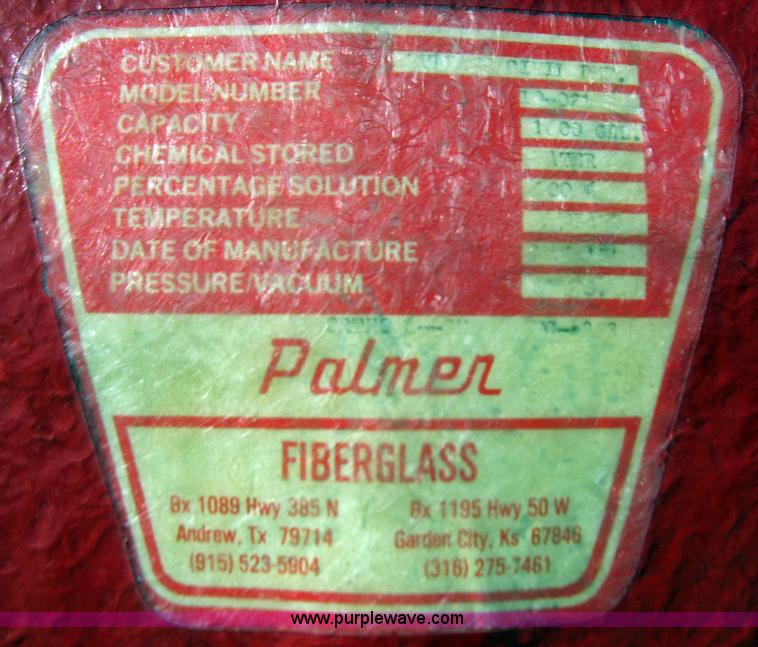 CUSTOMER NAME
MODEL NUMBER
CAPACITY 1000 GAL.
CHEMICAL STORED
PERCENTAGE SOLUTION
TEMPERATURE
DATE OF MANUFACTURE
PRESSURE/VACUUM
Palmer
FIBERGLASS
Bx 1089 Hwy 385 N
Andrew, Tx 79714
(915) 523-5904
Bx 1195 Hwy 50 W
Garden City, Ks 67846
(316) 275-7461
www.purplewave.com